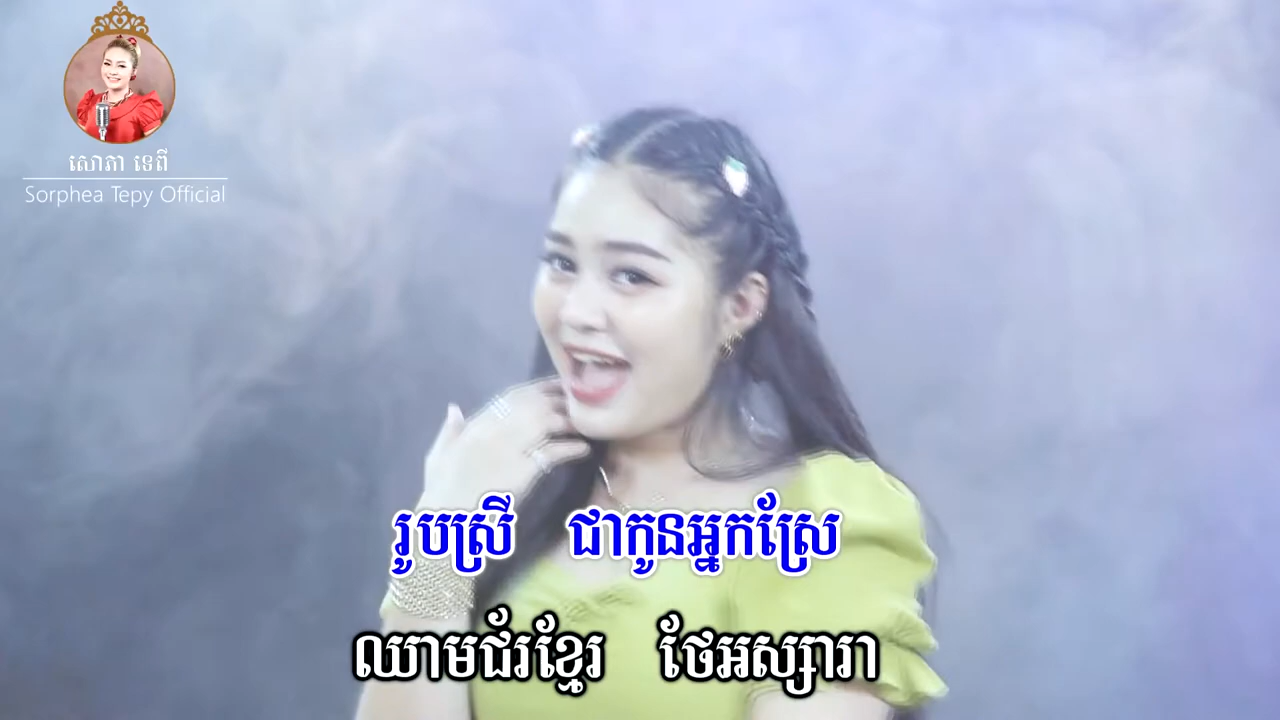 សោភា ទេពី
Sorphea Tepy Official
រូបស្រី ជាកូនអ្នកស្រែ
ឈាមជ័រខ្មែរ ថែអស្សារា